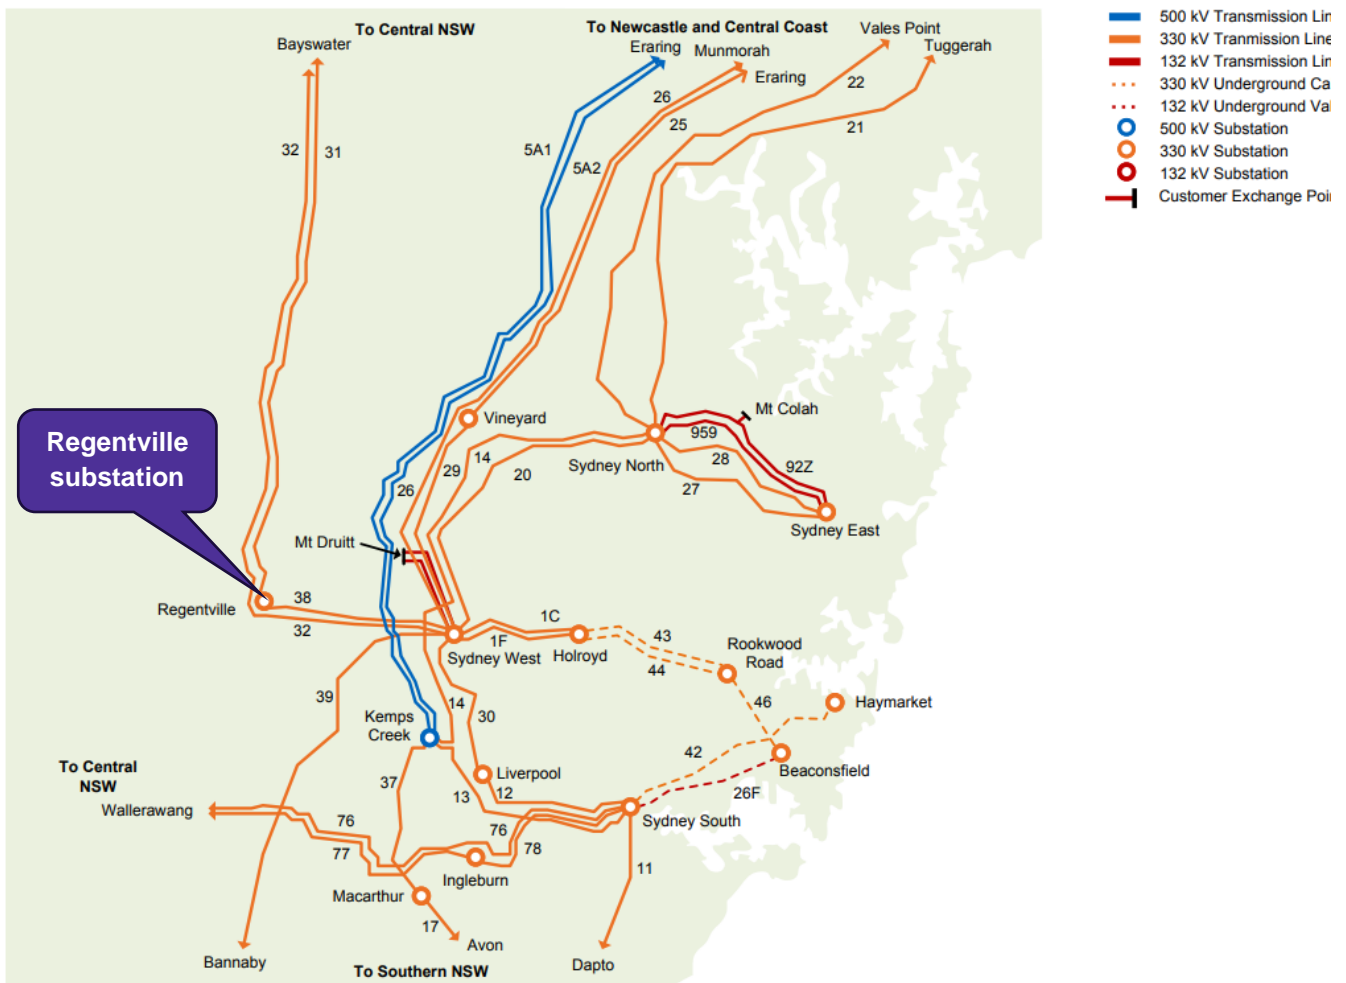 To Central NSW
To Newcastle and Central Coast
Vales Point
Bayswater
Eraring
Munmorah
Tuggerah
Eraring
26
25
22
21
32
31
5A1
5A2
500 kV Transmission Lin
330 kV Tranmission Line
132 kV Transmission Lin
330 kV Underground Ca
132 kV Underground Val
500 kV Substation
330 kV Substation
132 kV Substation
Customer Exchange Poi
Regentville
substation
Vineyard
Mt Colah
959
29
14
20
Sydney North
28
92Z
26
27
Sydney East
Mt Druitt
Regentville
38
32
1C
1F
Sydney West
Holroyd
43
44
Rookwood
Road
39
14
30
46
Haymarket
Kemps
Creek
42
Beaconsfield
To Central
NSW
37
Liverpool
13
12
26F
Wallerawang
76
77
76
78
Sydney South
Ingleburn
11
Macarthur
17
Avon
Bannaby
To Southern NSW
Dapto